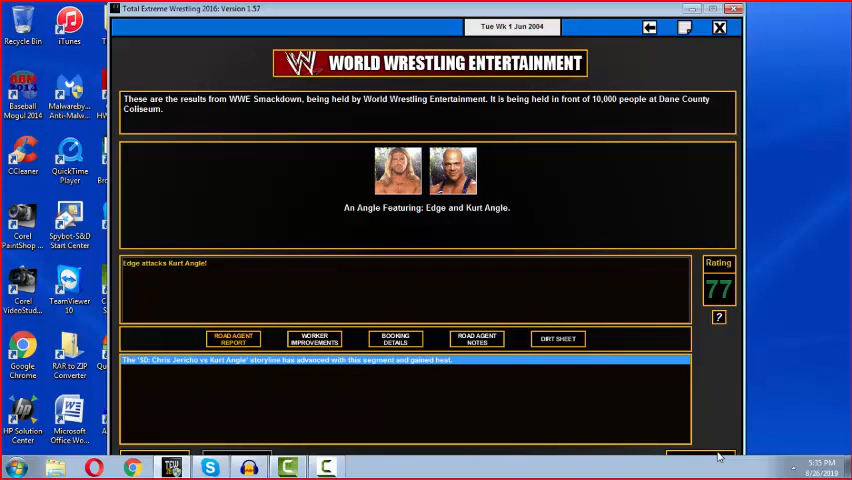 Total Extreme Wrestling 2016: Version 1.57
Tue Wk 1 Jun 2004
W WORLD WRESTLING ENTERTAINMENT
These are the results from WWE Smackdown, being held by World Wrestling Entertainment. It is being held in front of 10,000 people at Dane County
Coliseum.
An Angle Featuring: Edge and Kurt Angle.
Edge attacks Kurt Angle!
Rating
77
?
ROAD AGENT
REPORT
WORKER
IMPROVEMENTS
BOOKING
DETAILS
ROAD AGENT
NOTES
DIRT SHEET
The 'SD: Chris Jericho vs Kurt Angle' storyline has advanced with this segment and gained heat.
Recycle Bin
iTunes
Baseball
Mogul 2014
Malwareby...
Anti-Malw...
CCleaner
QuickTime
Player
Corel
PaintShop ...
Spybot-S&D
Start Center
Corel
VideoStud...
TeamViewer
10
Google
Chrome
RAR to ZIP
Converter
HP Solution
Center
Microsoft
Office Wo...
5:35 PM
8/26/2019